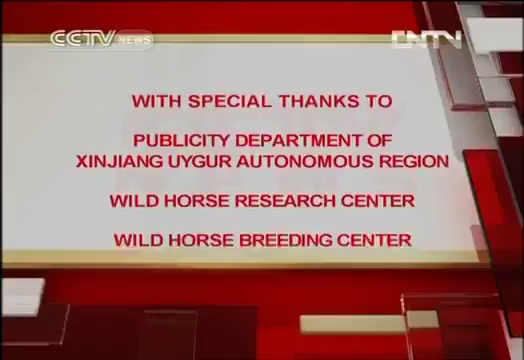 CCTV NEWS
CNTV
WITH SPECIAL THANKS TO
PUBLICITY DEPARTMENT OF
XINJIANG UYGUR AUTONOMOUS REGION
WILD HORSE RESEARCH CENTER
WILD HORSE BREEDING CENTER